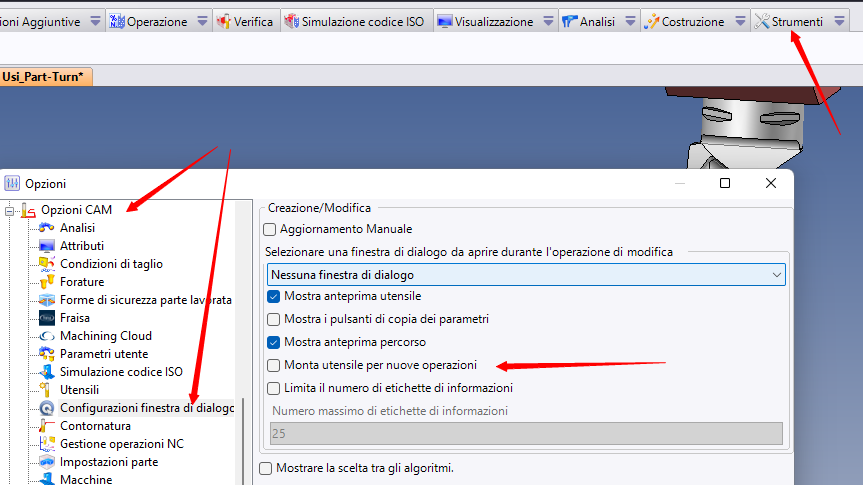 ioni Aggiuntive
Operazione
Verifica
Simulazione codice ISO
Visualizzazione
Analisi
Costruzione
Strumenti
Usi_Part-Turn*
Opzioni
Opzioni CAM
Analisi
Attributi
Condizioni di taglio
Forature
Forme di sicurezza parte lavorata
Fraisa
Machining Cloud
Parametri utente
Simulazione codice ISO
Utensili
Configurazioni finestra di dialogo
Contornatura
Gestione operazioni NC
Impostazioni parte
Macchine
Creazione/Modifica
Aggiornamento Manuale
Selezionare una finestra di dialogo da aprire durante l'operazione di modifica
Nessuna finestra di dialogo
Mostra anteprima utensile
Mostra i pulsanti di copia dei parametri
Mostra anteprima percorso
Monta utensile per nuove operazioni
Limita il numero di etichette di informazioni
Numero massimo di etichette di informazioni
25
Mostrare la scelta tra gli algoritmi.